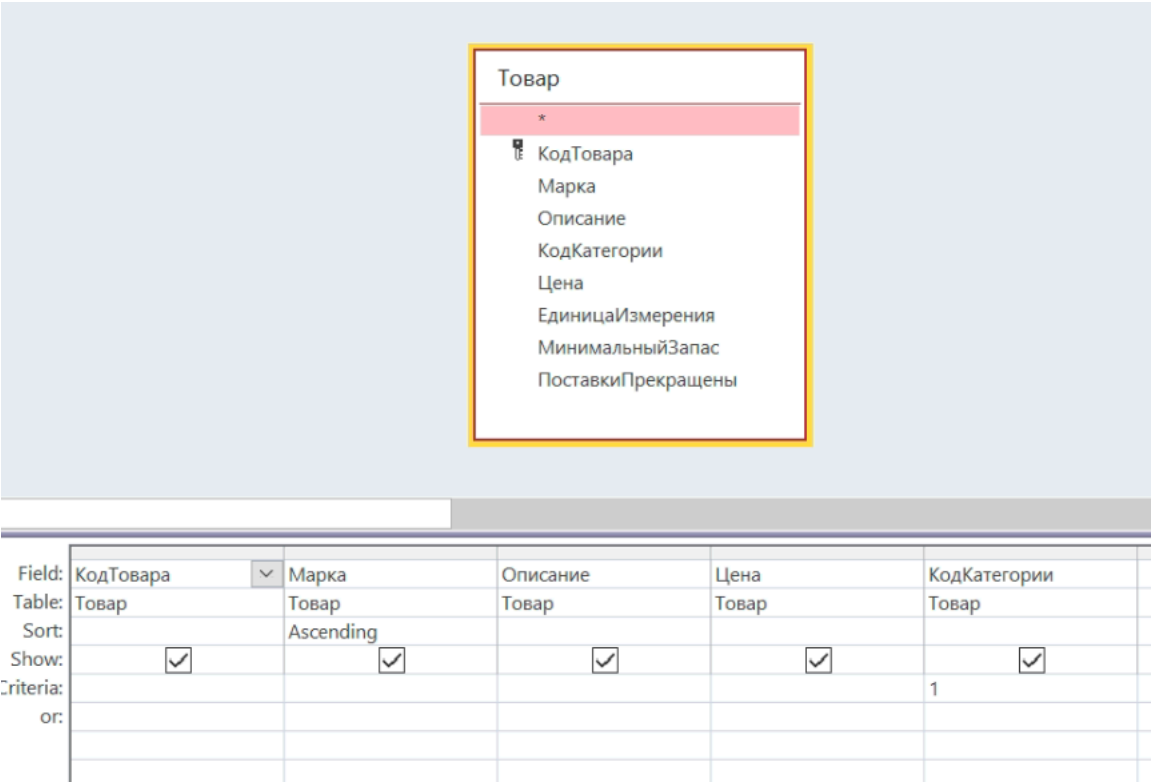 Товар
*
КодТовара
Марка
Описание
КодКатегории
Цена
ЕдиницаИзмерения
МинимальныйЗапас
ПоставкиПрекращены
Field: КодТовара Марка Описание Цена КодКатегории
Table: Товар Товар Товар Товар Товар
Sort: Ascending
Show:
Criteria: 1
or: